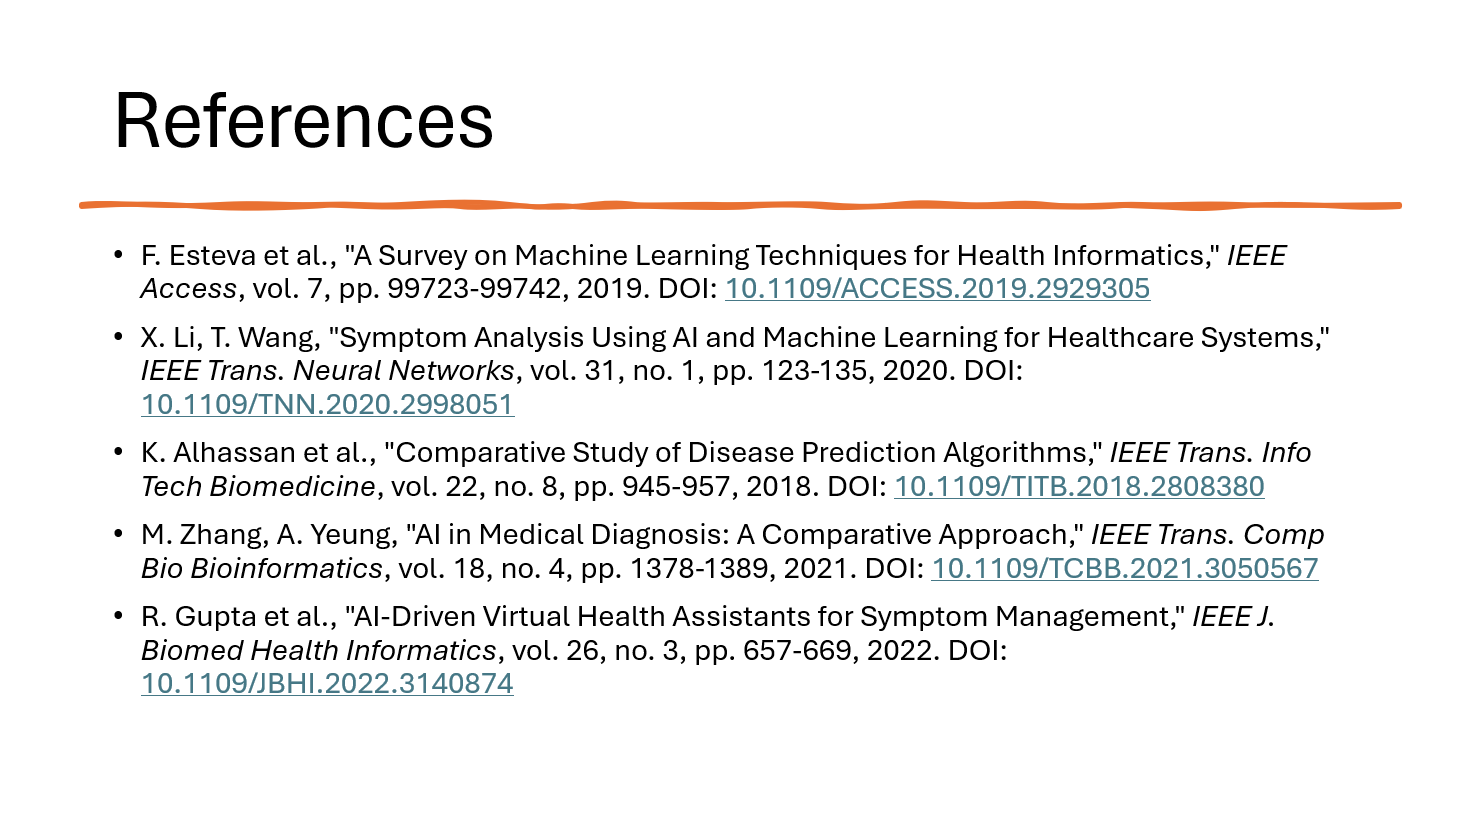 References
• F. Esteva et al., "A Survey on Machine Learning Techniques for Health Informatics," IEEE
Access, vol. 7, pp. 99723-99742, 2019. DOI: 10.1109/ACCESS.2019.2929305
• X. Li, T. Wang, "Symptom Analysis Using AI and Machine Learning for Healthcare Systems,"
IEEE Trans. Neural Networks, vol. 31, no. 1, pp. 123-135, 2020. DOI:
10.1109/TNN.2020.2998051
• K. Alhassan et al., "Comparative Study of Disease Prediction Algorithms," IEEE Trans. Info
Tech Biomedicine, vol. 22, no. 8, pp. 945-957, 2018. DOI: 10.1109/TITB.2018.2808380
• M. Zhang, A. Yeung, "AI in Medical Diagnosis: A Comparative Approach," IEEE Trans. Comp
Bio Bioinformatics, vol. 18, no. 4, pp. 1378-1389, 2021. DOI: 10.1109/TCBB.2021.3050567
• R. Gupta et al., "AI-Driven Virtual Health Assistants for Symptom Management," IEEE J.
Biomed Health Informatics, vol. 26, no. 3, pp. 657-669, 2022. DOI:
10.1109/JBHI.2022.3140874